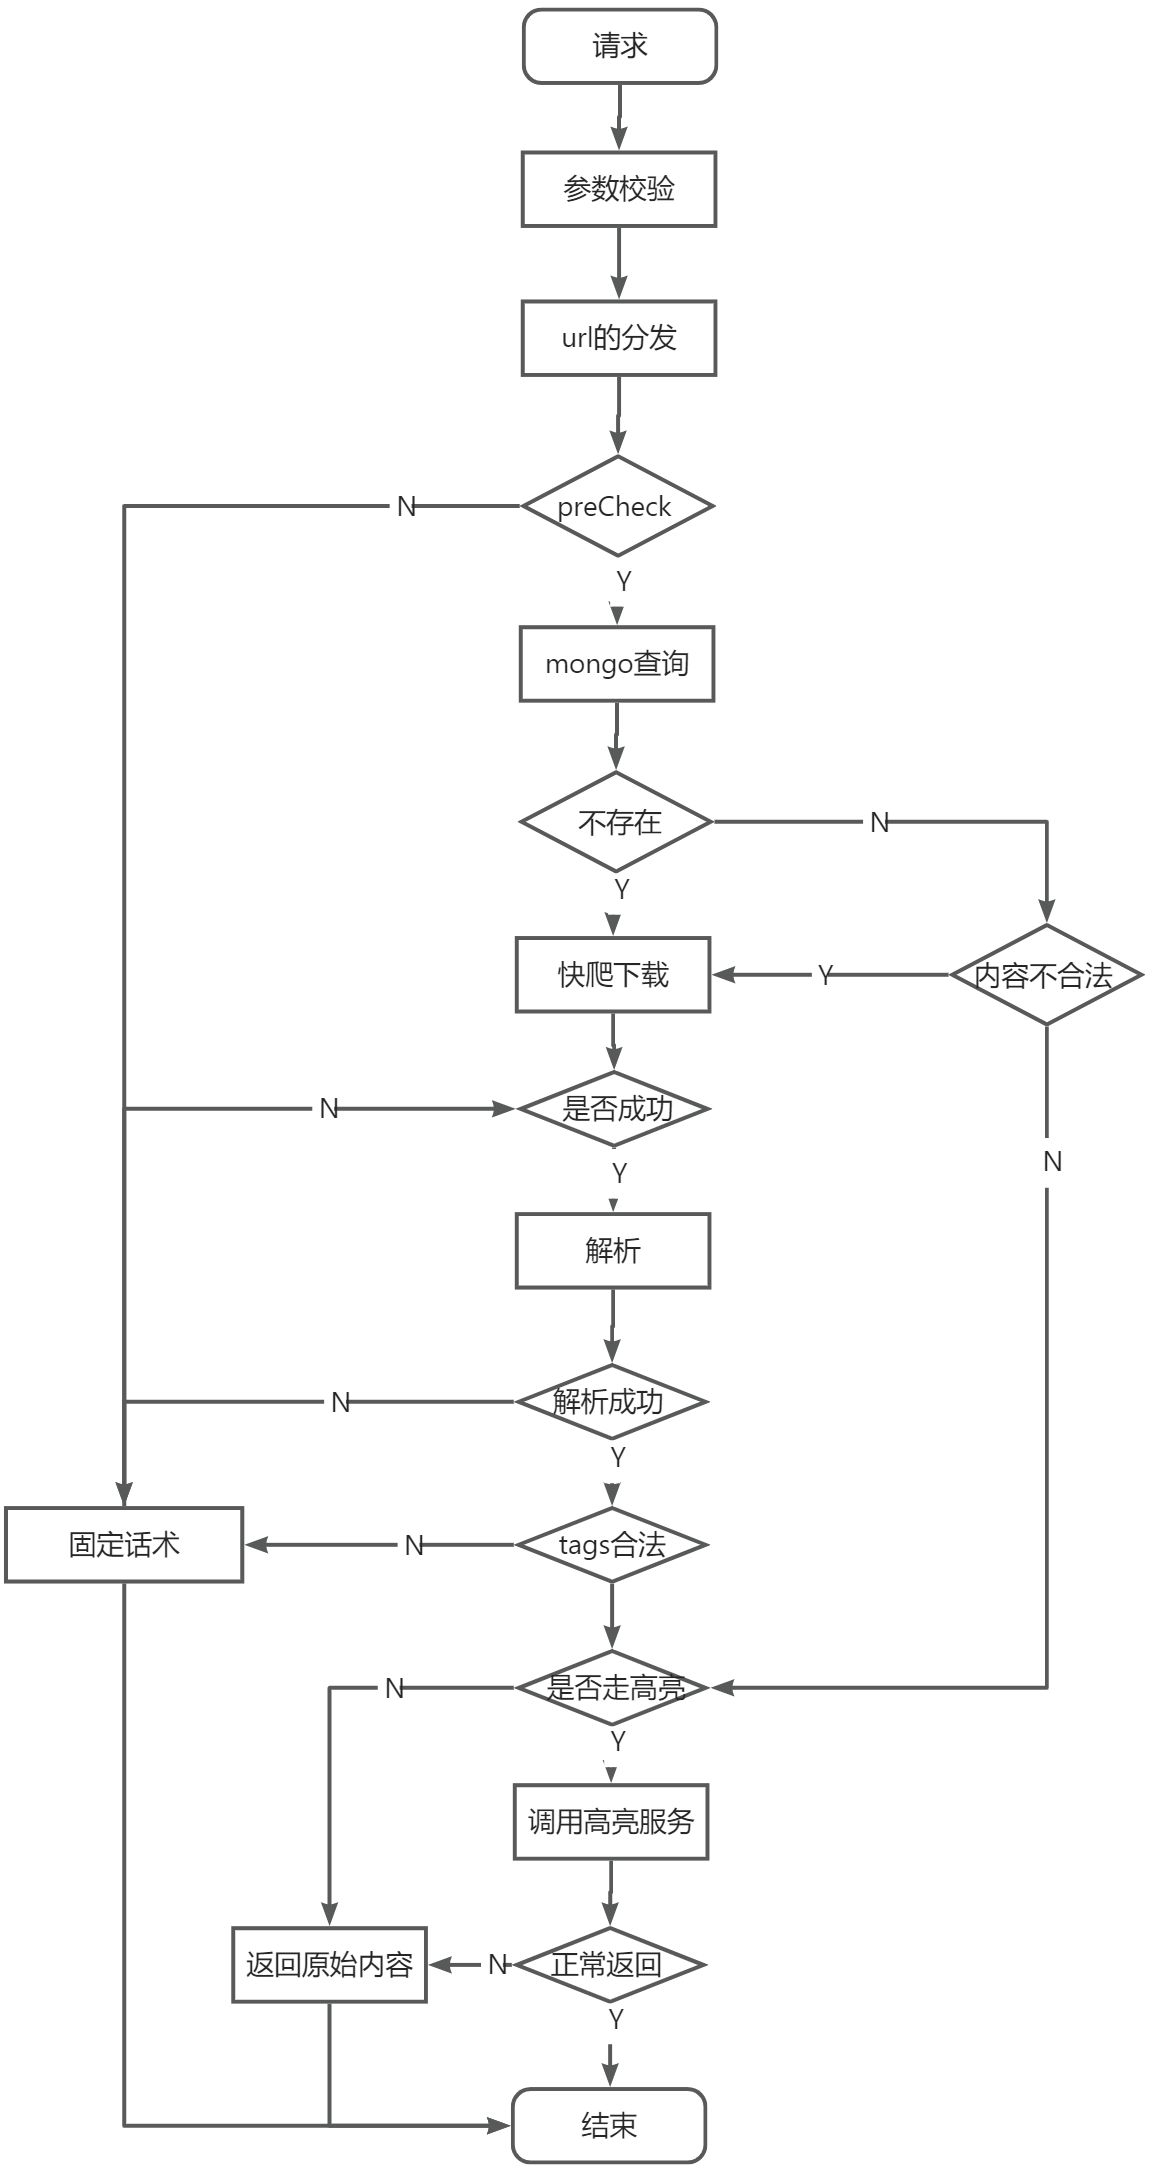 请求
参数校验
url的分发
preCheck
N
Y
mongo查询
不存在
N
Y
快爬下载
Y
内容不合法
是否成功
N
Y
N
解析
解析成功
N
Y
固定话术
N
tags合法
是否走高亮
N
Y
调用高亮服务
返回原始内容
N
正常返回
Y
结束